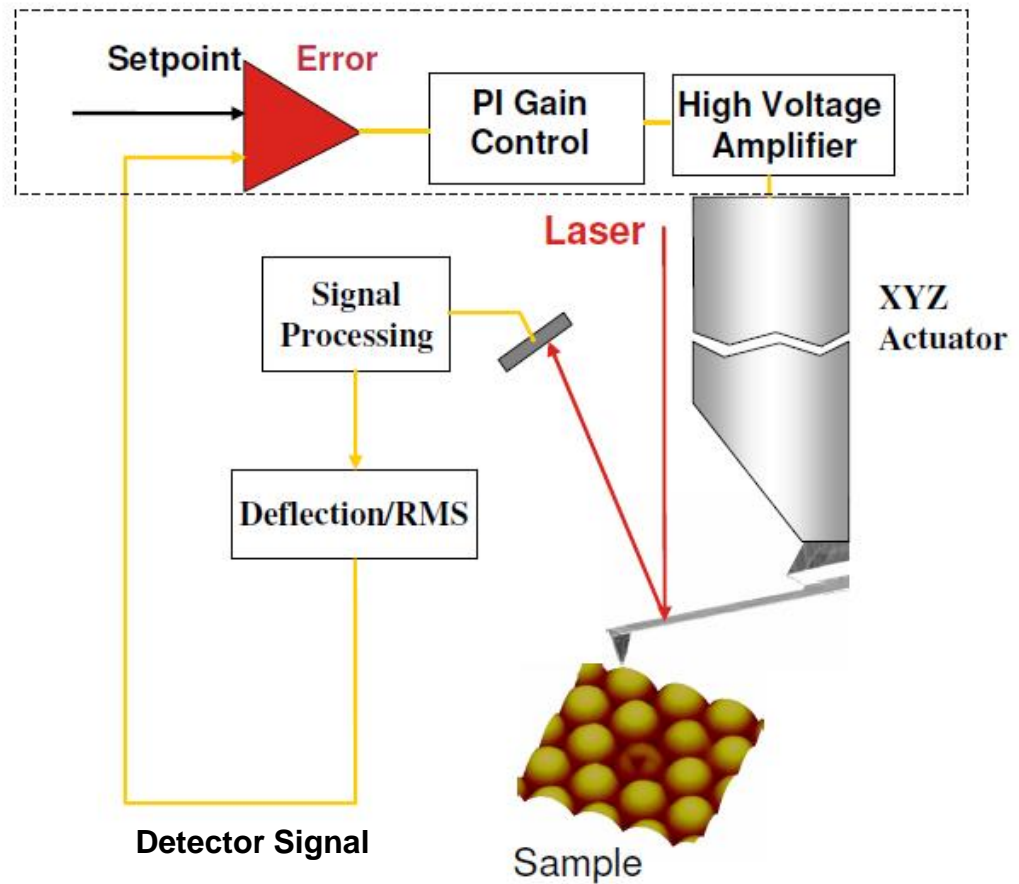 Setpoint
Error
PI Gain
Control
High Voltage
Amplifier
Laser
Signal
Processing
XYZ
Actuator
Deflection/RMS
Detector Signal
Sample